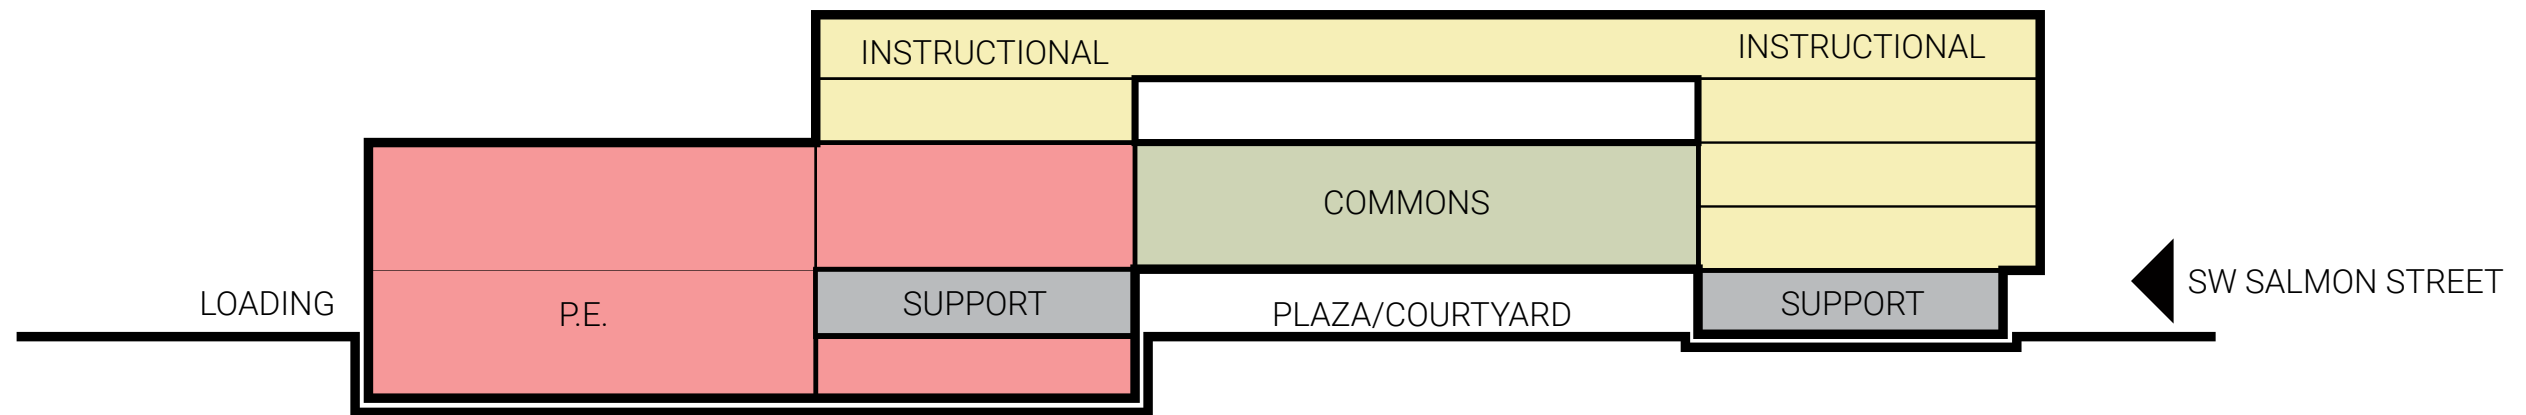 INSTRUCTIONAL
INSTRUCTIONAL
COMMONS
LOADING
P.E.
SUPPORT
PLAZA/COURTYARD
SUPPORT
SW SALMON STREET